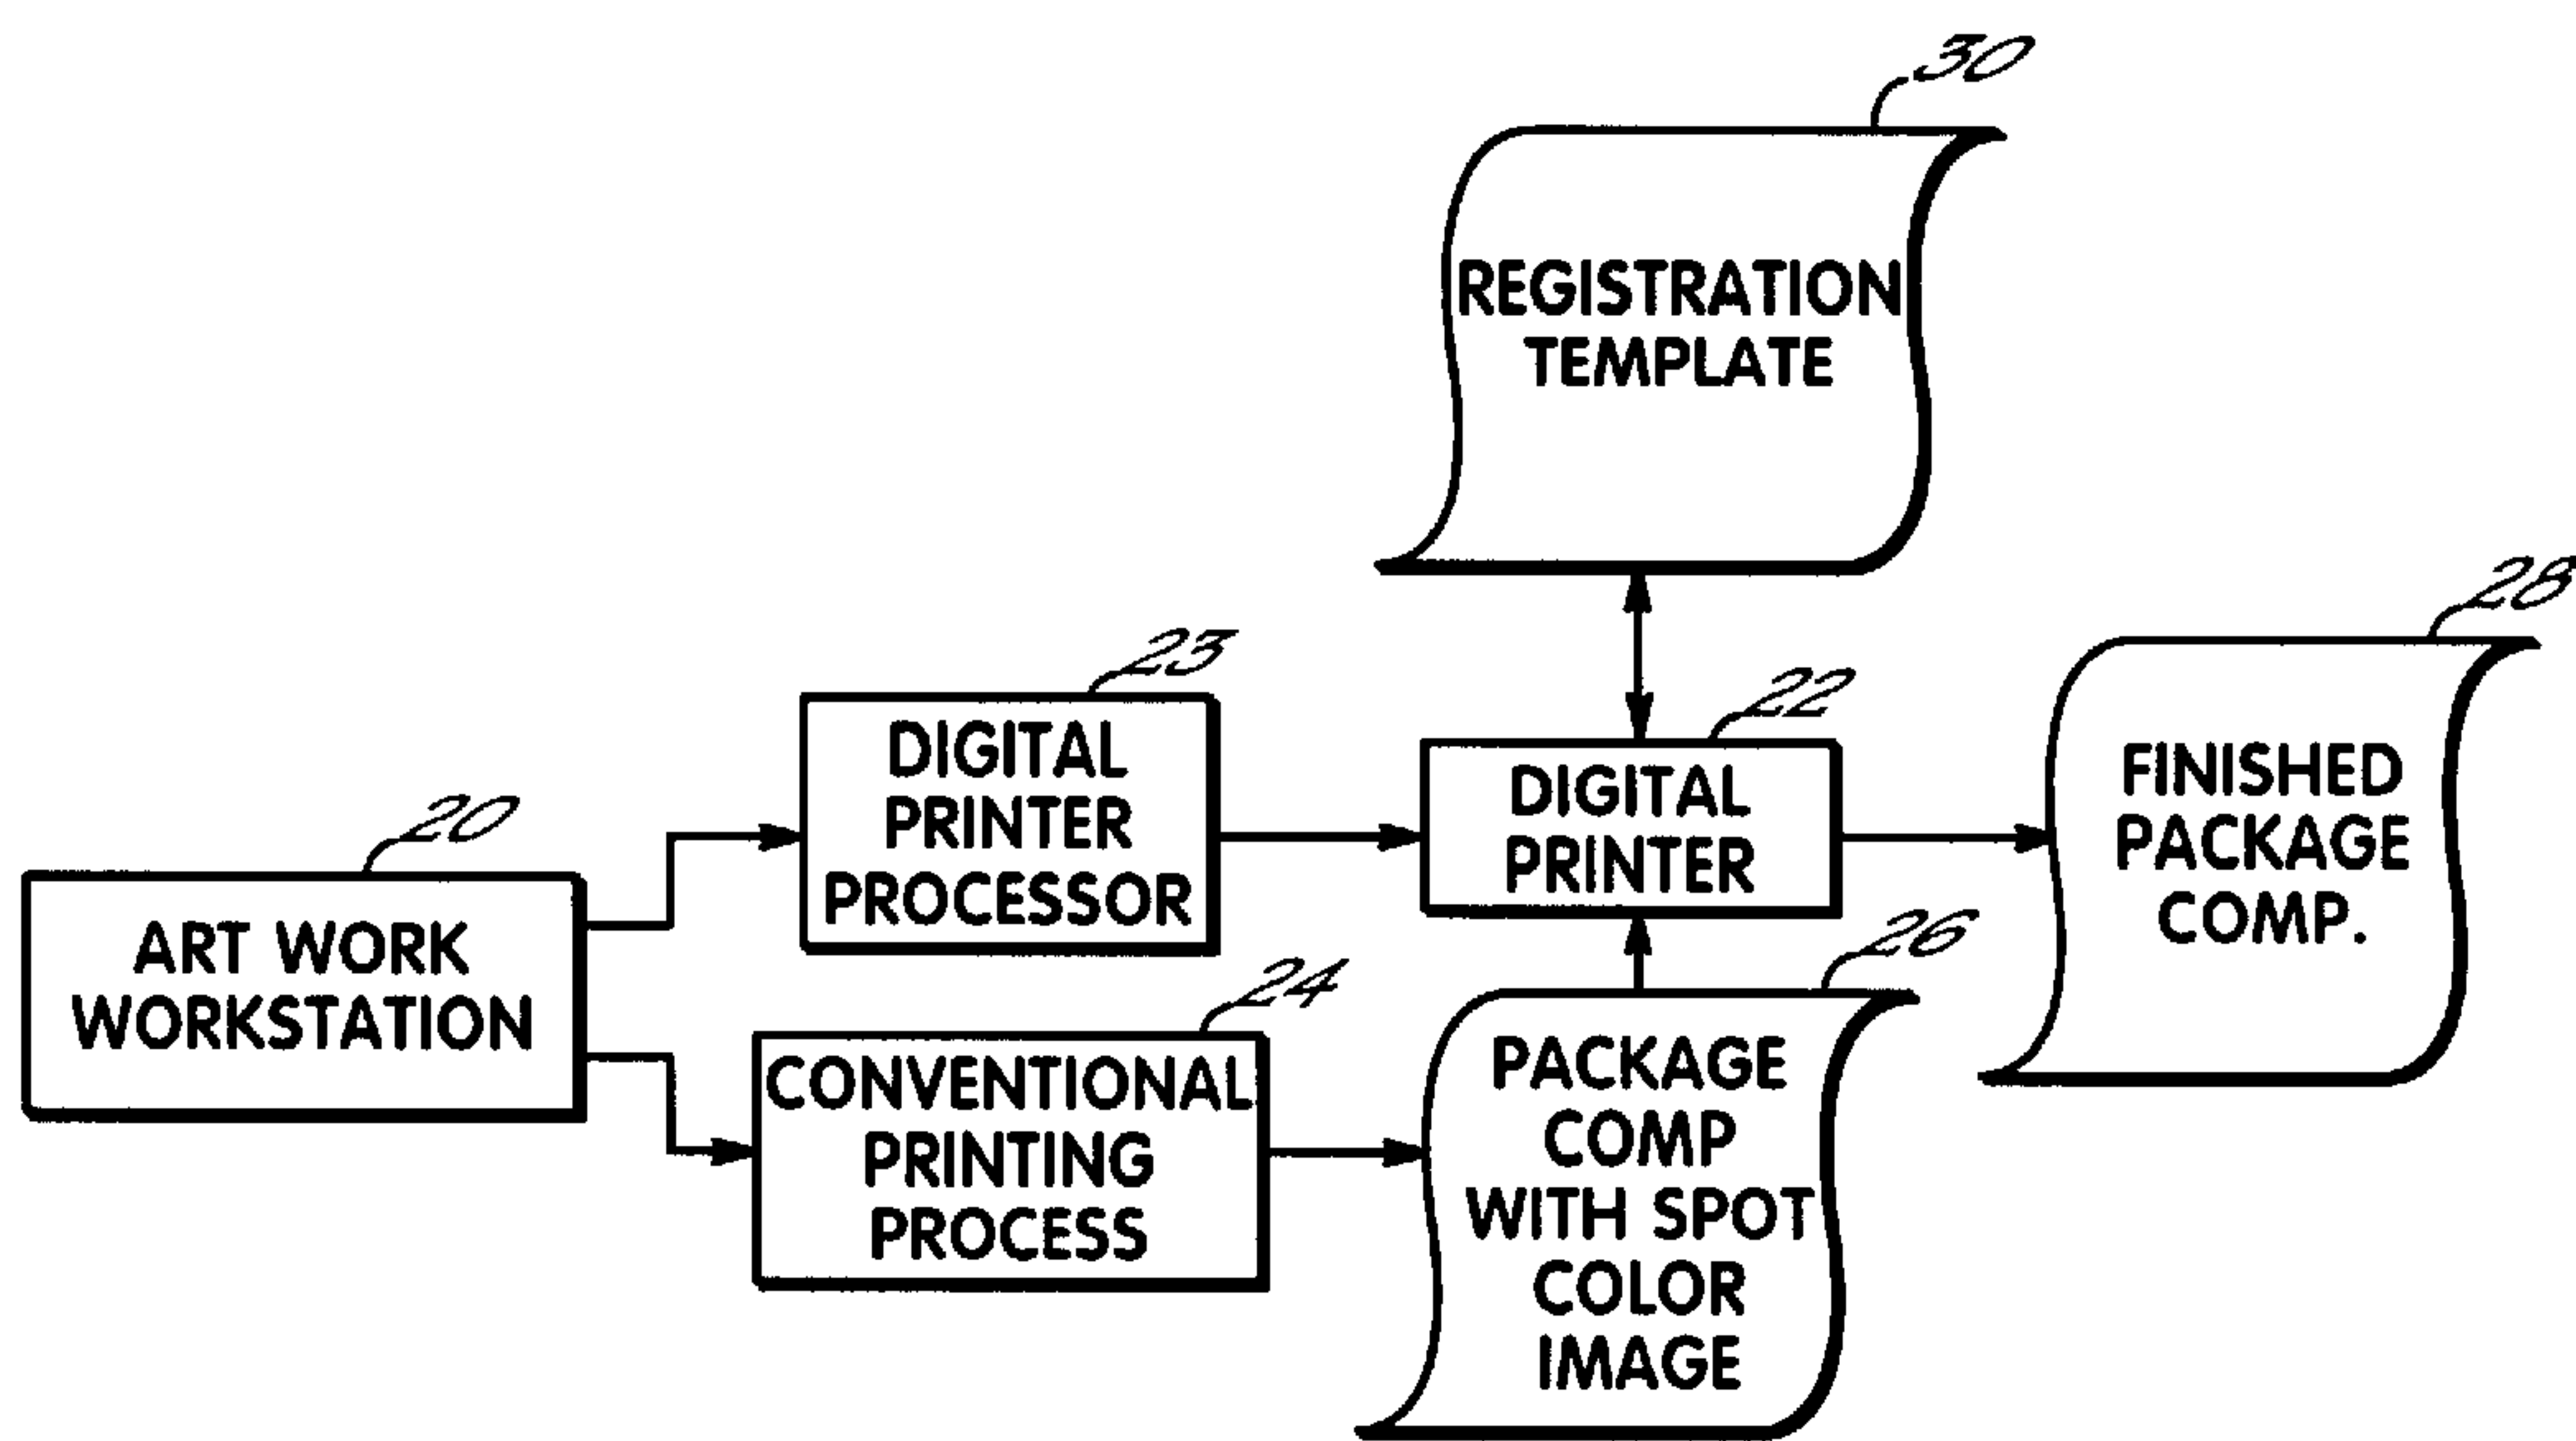 30
REGISTRATION
TEMPLATE
28
23
22
20
DIGITAL
PRINTER
PROCESSOR
DIGITAL
PRINTER
FINISHED
PACKAGE
COMP.
ART WORK
WORKSTATION
24
26
CONVENTIONAL
PRINTING
PROCESS
PACKAGE
COMP
WITH SPOT
COLOR
IMAGE